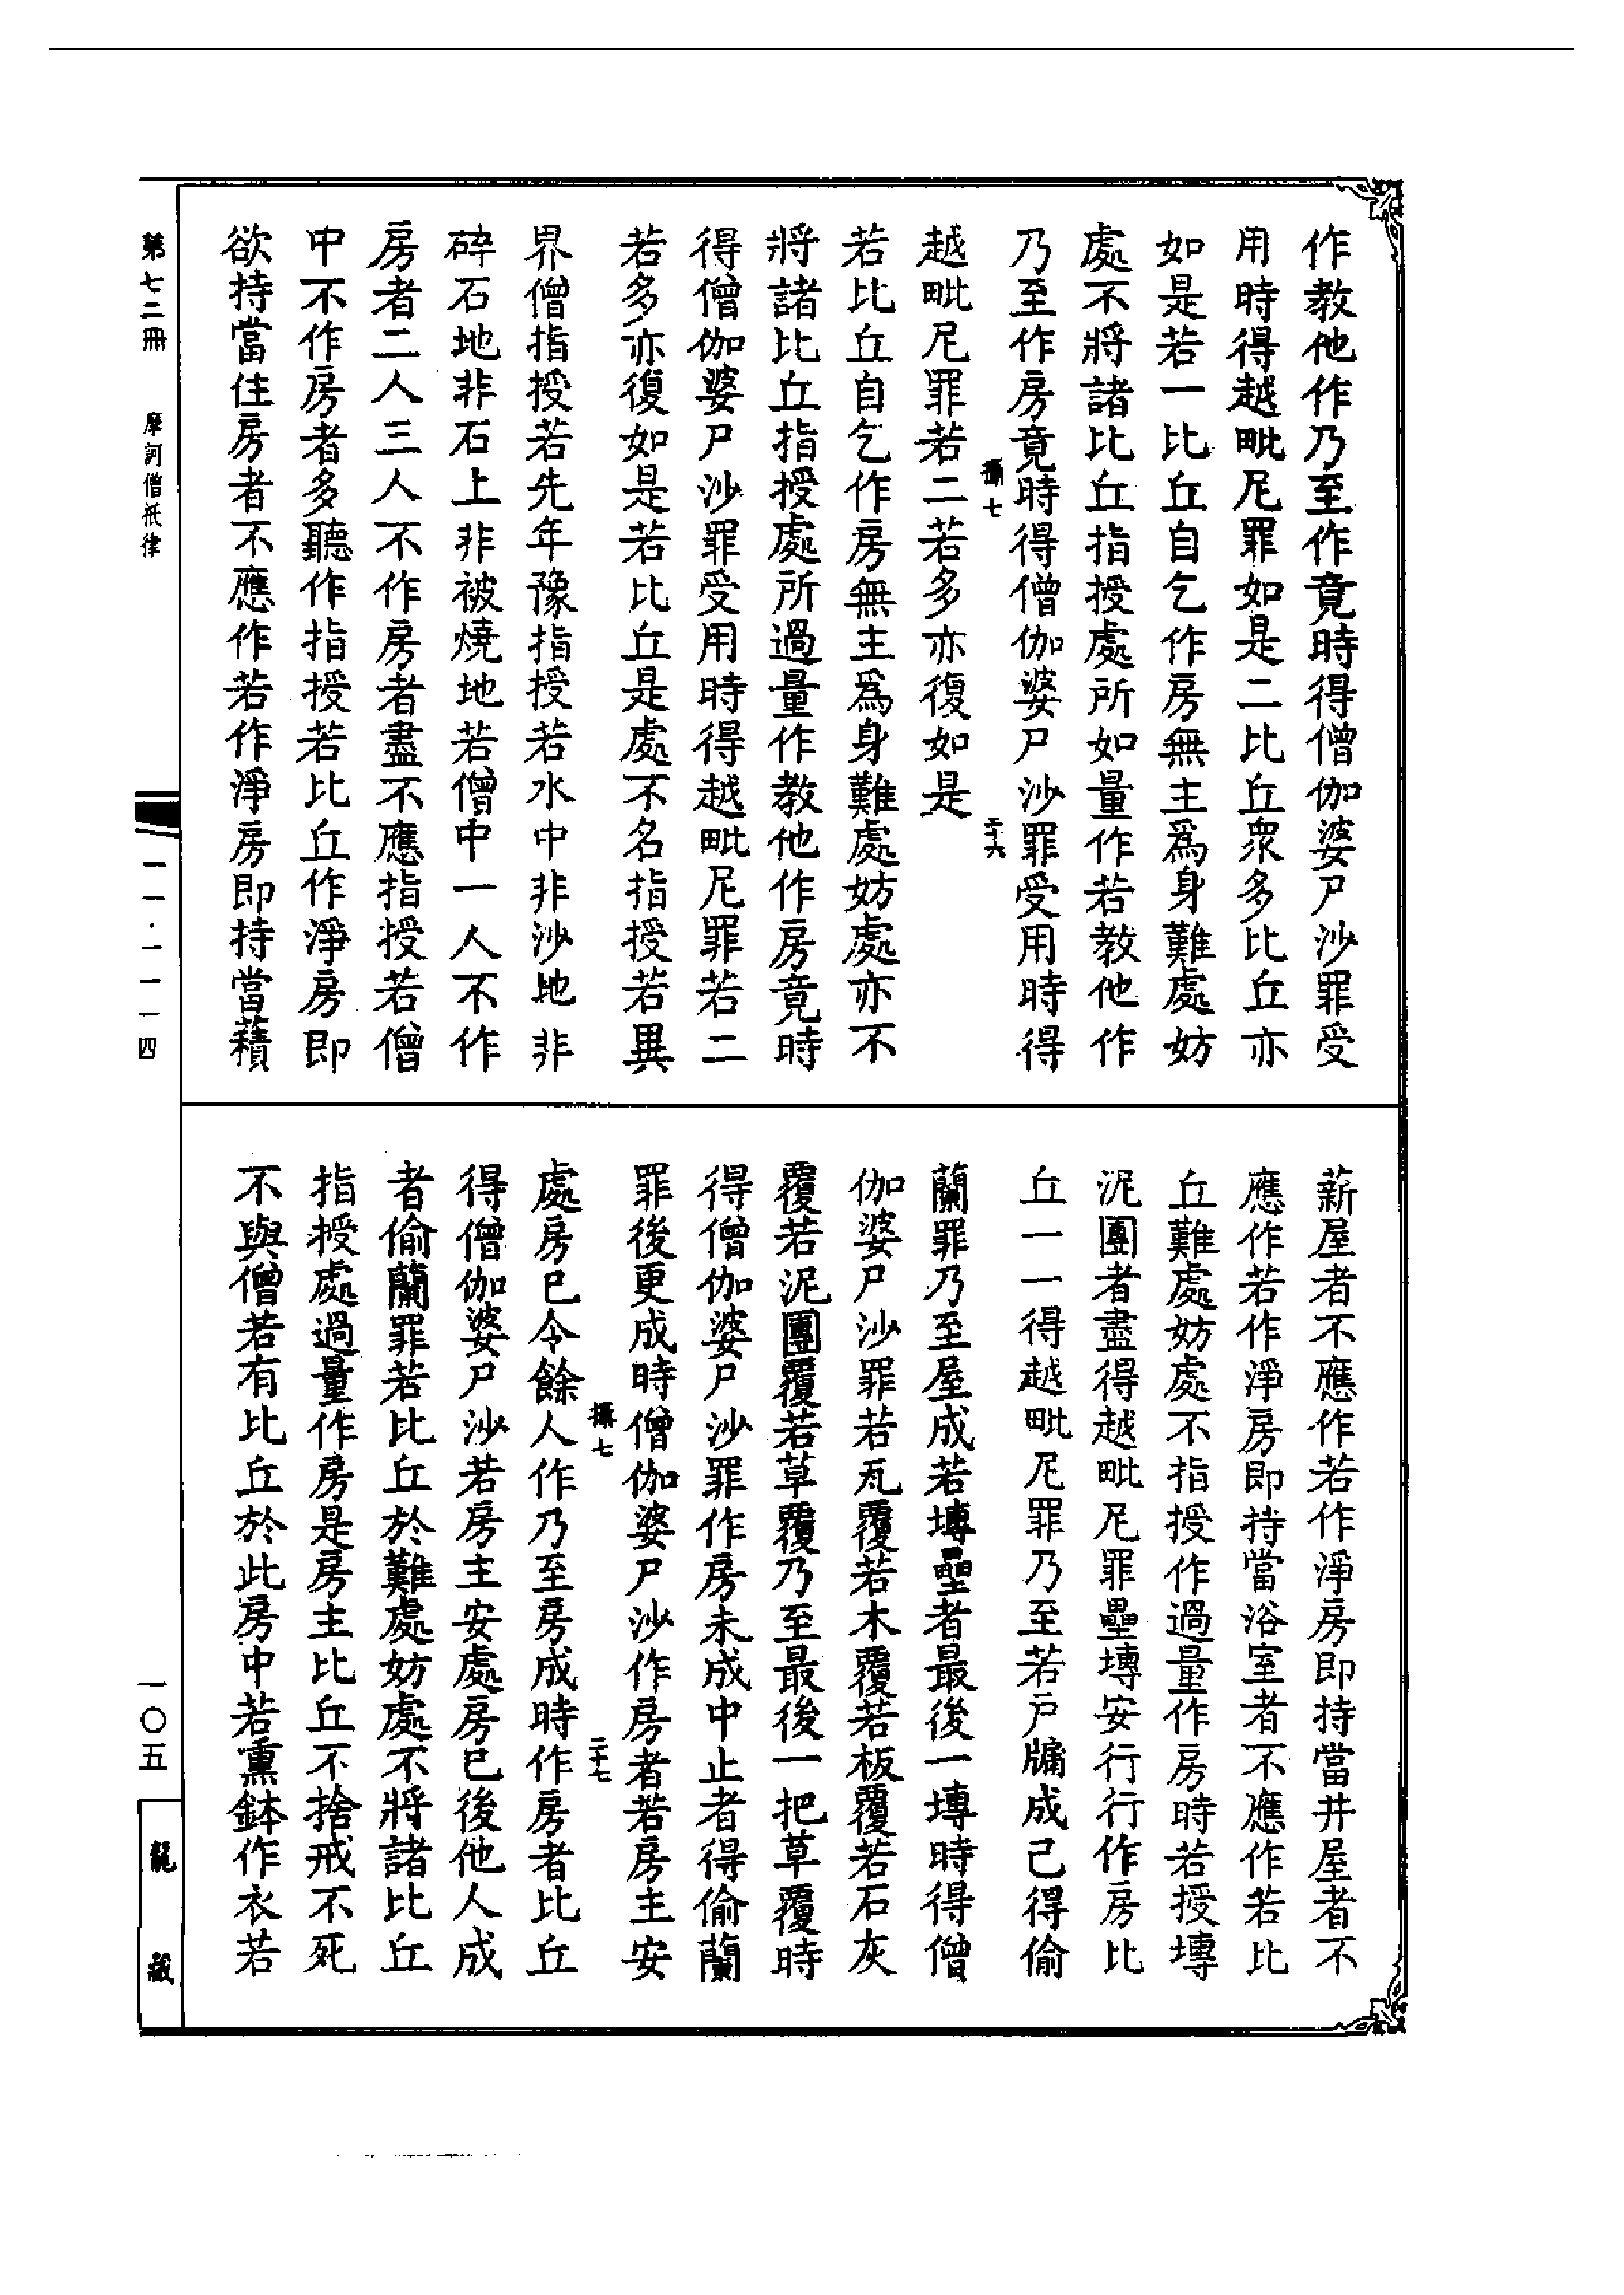 作教他作乃至作竟時得僧伽婆尸沙罪受
用時得越毗尼罪如是二比丘衆多比丘亦
如是若一比丘自乞作房無主爲身難處妨
處不將諸比丘指授處所如量作若教他作
乃至作房竟時得僧伽婆尸沙罪受用時得
攝七
二十六
越毗尼罪若二若多亦復如是
若比丘自乞作房無主爲身難處妨處亦不
將諸比丘指授處所過量作教他作房竟時
得僧伽婆尸沙罪受用時得越毗尼罪若二
若多亦復如是若比丘是處不名指授若異
界僧指授若先年豫指授若水中非沙地非
碎石地非石上非被燒地若僧中一人不作
房者二人三人不作房者盡不應指授若僧
中不作房者多聽作指授若比丘作淨房即
欲持當住房者不應作若作淨房即持當䕸
薪屋者不應作若作淨房即持當井屋者不
應作若作淨房即持當浴室者不應作若比
丘難處妨處不指授作過量作房時若授塼
泥團者盡得越毗尼罪壘塼安行行作房比
丘一一得越毗尼罪乃至若戶牖成已得偷
蘭罪乃至屋成若塼壘者最後一塼時得僧
伽婆尸沙罪若瓦覆若木覆若板覆若石灰
覆若泥團覆若草覆乃至最後一把草覆時
得僧伽婆尸沙罪作房未成中止者得偷蘭
罪後更成時僧伽婆尸沙作房者若房主安
攝七
二十七
處房已令餘人作乃至房成時作房者比丘
得僧伽婆尸沙若房主安處房已後他人成
者偷蘭罪若比丘於難處妨處不將諸比丘
指授處過量作房是房主比丘不捨戒不死
不與僧若有比丘於此房中若熏鉢作衣若
第七二冊
摩訶僧祇律
一一·一一一四
一〇五
龍藏